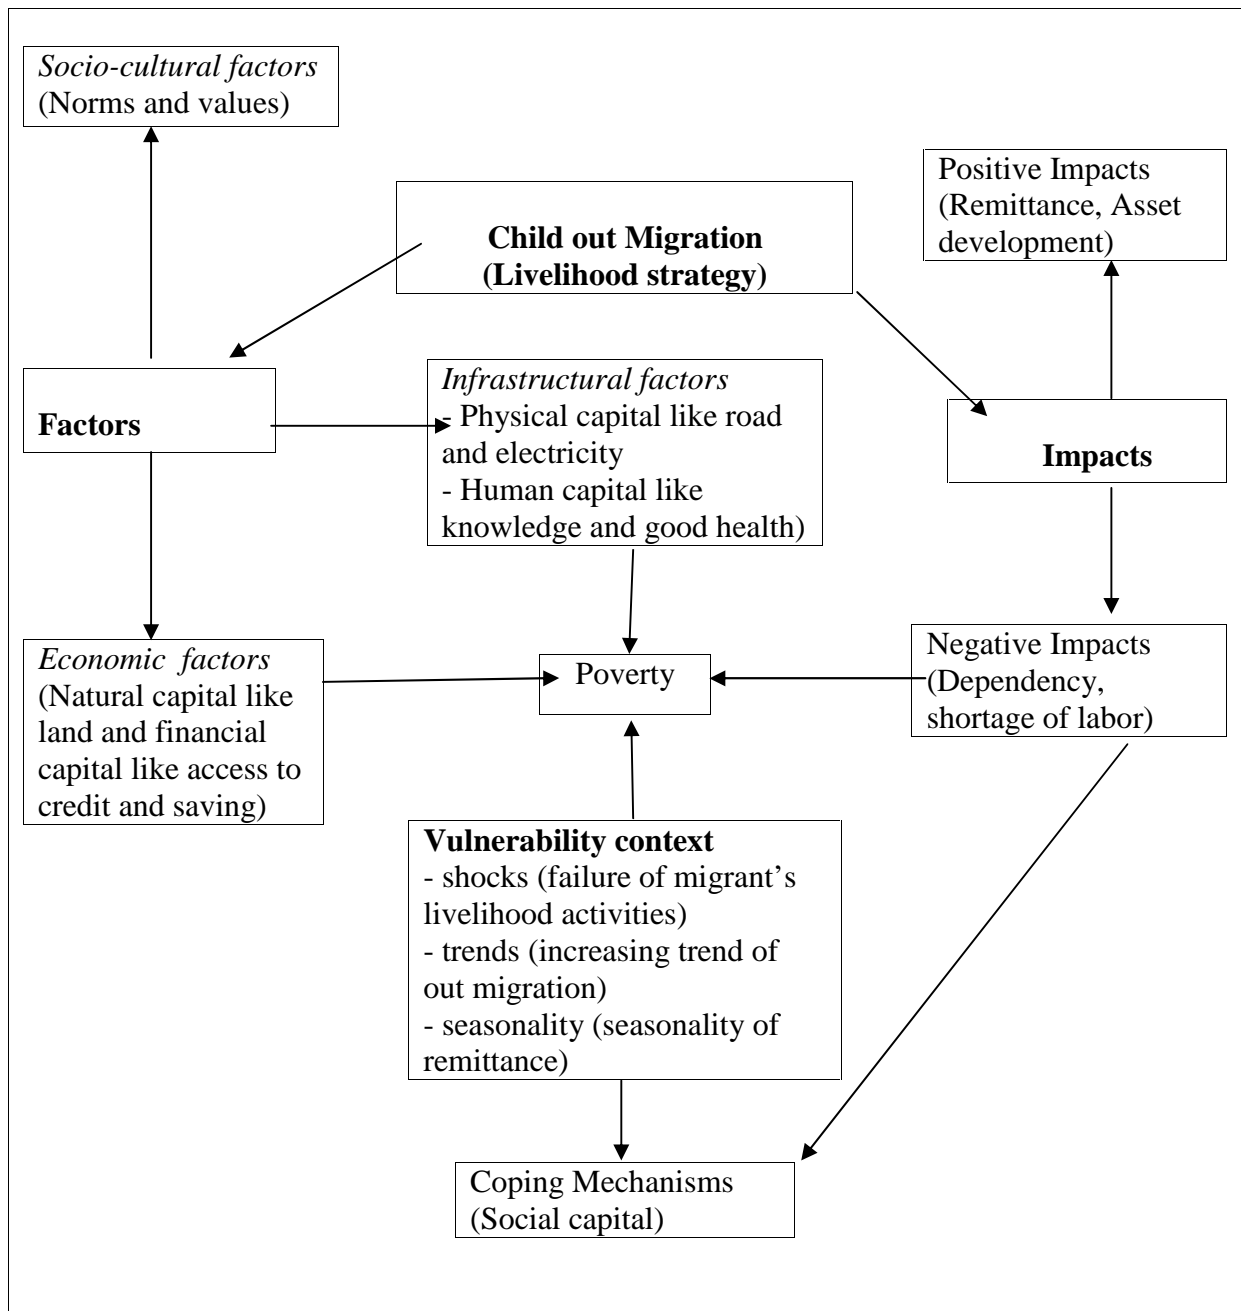 Socio-cultural factors
(Norms and values)
Positive Impacts
(Remittance, Asset
development)
Child out Migration
(Livelihood strategy)
Infrastructural factors
- Physical capital like road
and electricity
- Human capital like
knowledge and good health)
Factors
Impacts
Economic factors
(Natural capital like
land and financial
capital like access to
credit and saving)
Poverty
Negative Impacts
(Dependency,
shortage of labor)
Vulnerability context
- shocks (failure of migrant’s
livelihood activities)
- trends (increasing trend of
out migration)
- seasonality (seasonality of
remittance)
Coping Mechanisms
(Social capital)